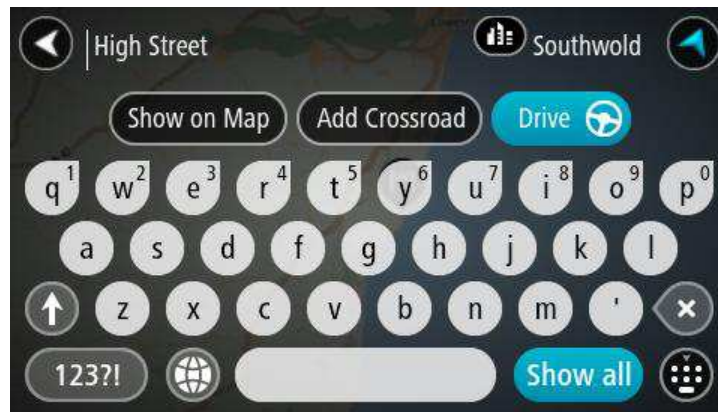 High Street Southwold
Show on Map Add Crossroad Drive
q1 w2 e3 r4 t5 y6 u7 i8 o9 p0
a s d f g h j k l
z x c v b n m '
123?! Show all